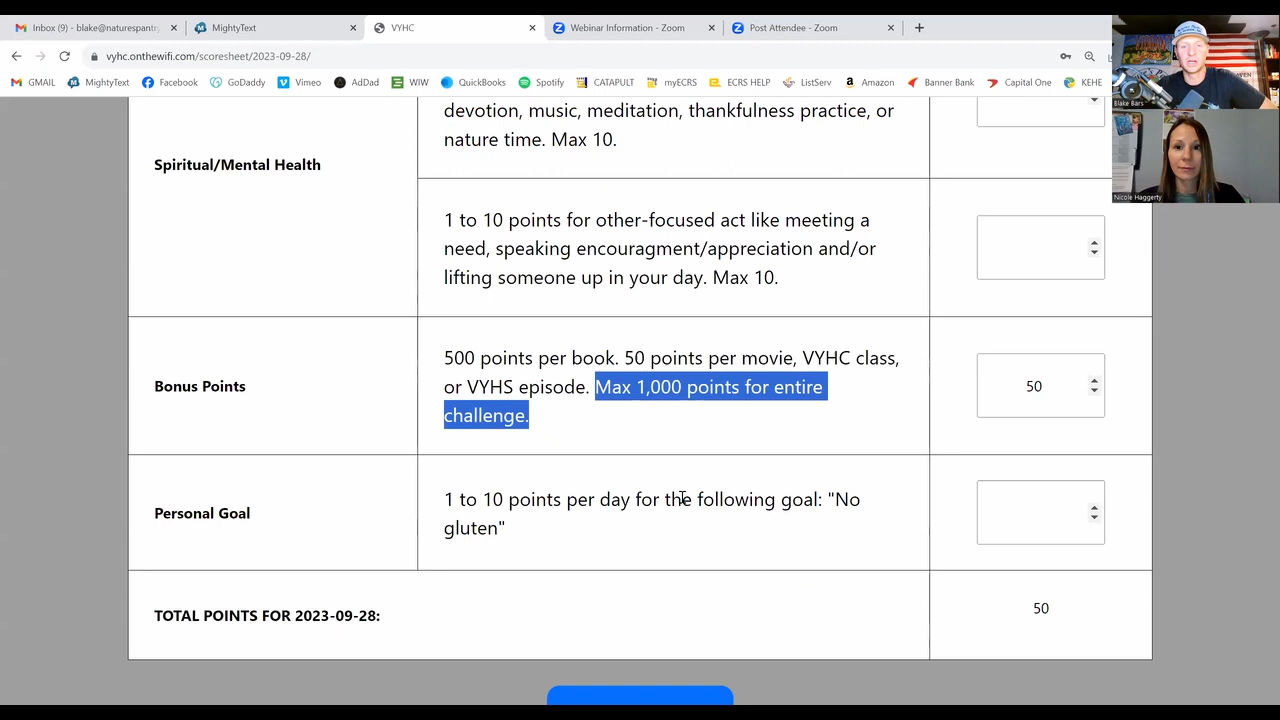 Inbox (9) - blake@naturespantr
MightyText
VYHC
Webinar Information - Zoom
Post Attendee - Zoom
vyhc.onthewifi.com/scoresheet/2023-09-28/
GMAIL
MightyText
Facebook
GoDaddy
Vimeo
AdDad
WIW
QuickBooks
Spotify
CATAPULT
myECRS
ECRS HELP
ListServ
Amazon
Banner Bank
Capital One
KEHE
Blake Bars
Nicole Haggerty
devotion, music, meditation, thankfulness practice, or
nature time. Max 10.
Spiritual/Mental Health
1 to 10 points for other-focused act like meeting a
need, speaking encouragment/appreciation and/or
lifting someone up in your day. Max 10.
Bonus Points
500 points per book. 50 points per movie, VYHC class,
or VYHS episode. Max 1,000 points for entire
challenge.
50
Personal Goal
1 to 10 points per day for the following goal: "No
gluten"
TOTAL POINTS FOR 2023-09-28:
50